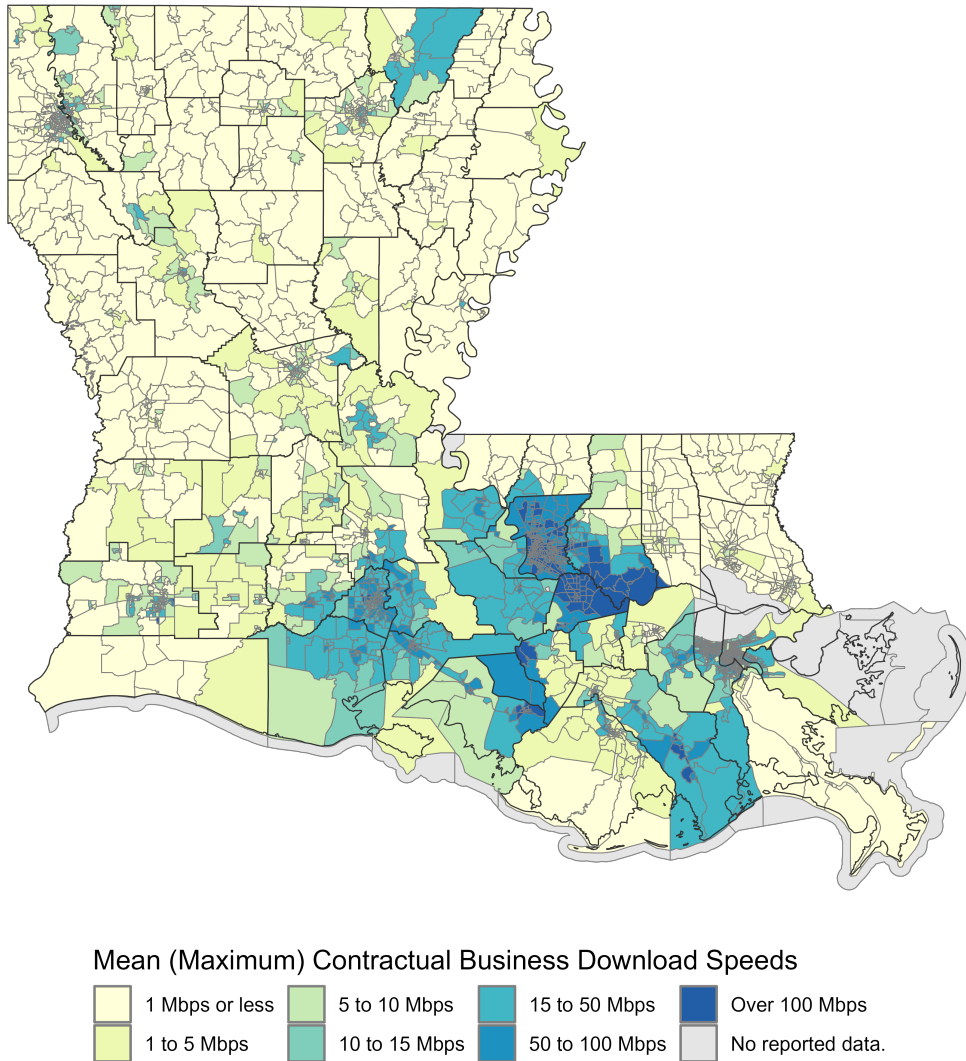 Mean (Maximum) Contractual Business Download Speeds
1 Mbps or less
5 to 10 Mbps
15 to 50 Mbps
Over 100 Mbps
1 to 5 Mbps
10 to 15 Mbps
50 to 100 Mbps
No reported data.